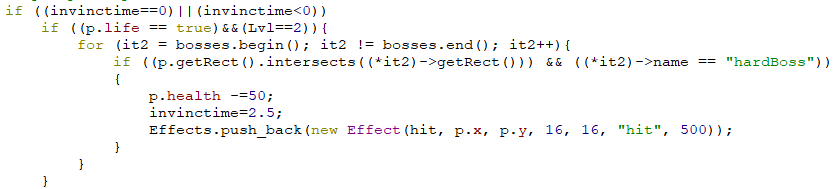 if ((invinctime==0)||(invinctime<0))
if ((p.life == true)&&(Lvl==2)){
for (it2 = bosses.begin(); it2 != bosses.end(); it2++){
if ((p.getRect().intersects((*it2)->getRect())) && ((*it2)->name == "hardBoss"))
{
p.health -=50;
invinctime=2.5;
Effects.push_back(new Effect(hit, p.x, p.y, 16, 16, "hit", 500));
}
}
}